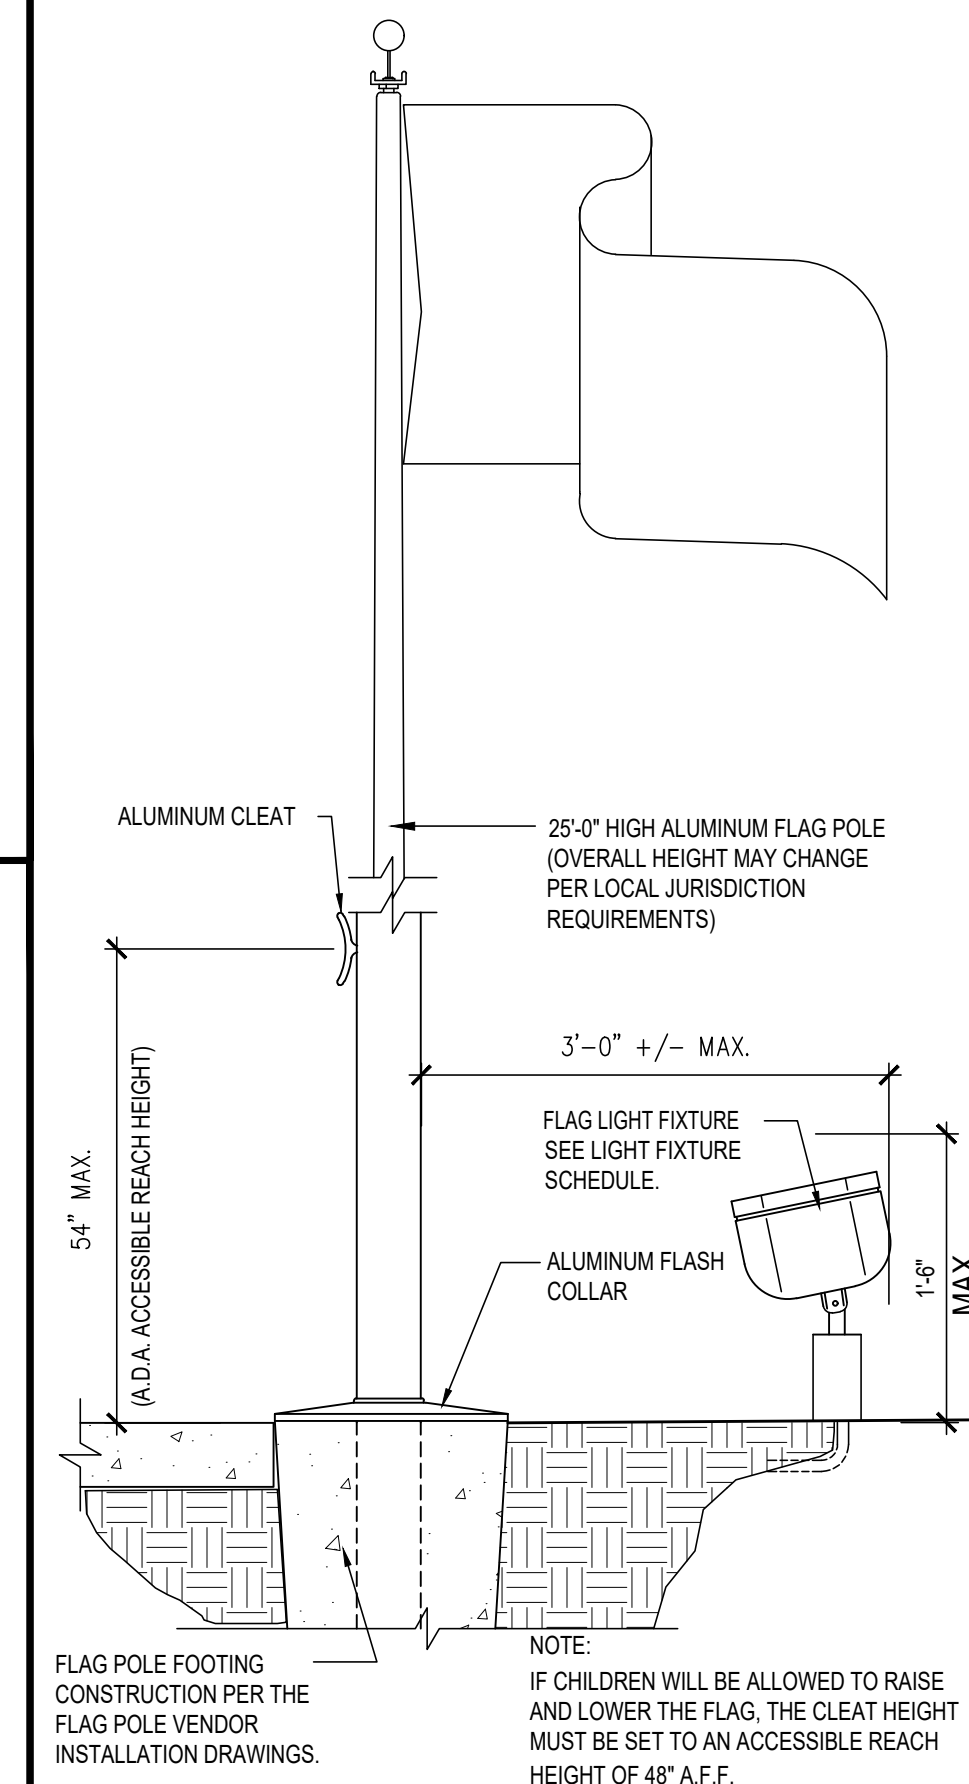 ALUMINUM CLEAT
25'-0" HIGH ALUMINUM FLAG POLE
(OVERALL HEIGHT MAY CHANGE
PER LOCAL JURISDICTION
REQUIREMENTS)
3'-0" +/- MAX.
54" MAX.
(A.D.A. ACCESSIBLE REACH HEIGHT)
FLAG LIGHT FIXTURE
SEE LIGHT FIXTURE
SCHEDULE.
1'-6"
MAX
ALUMINUM FLASH
COLLAR
FLAG POLE FOOTING
CONSTRUCTION PER THE
FLAG POLE VENDOR
INSTALLATION DRAWINGS.
NOTE:
IF CHILDREN WILL BE ALLOWED TO RAISE
AND LOWER THE FLAG, THE CLEAT HEIGHT
MUST BE SET TO AN ACCESSIBLE REACH
HEIGHT OF 48" A.F.F.